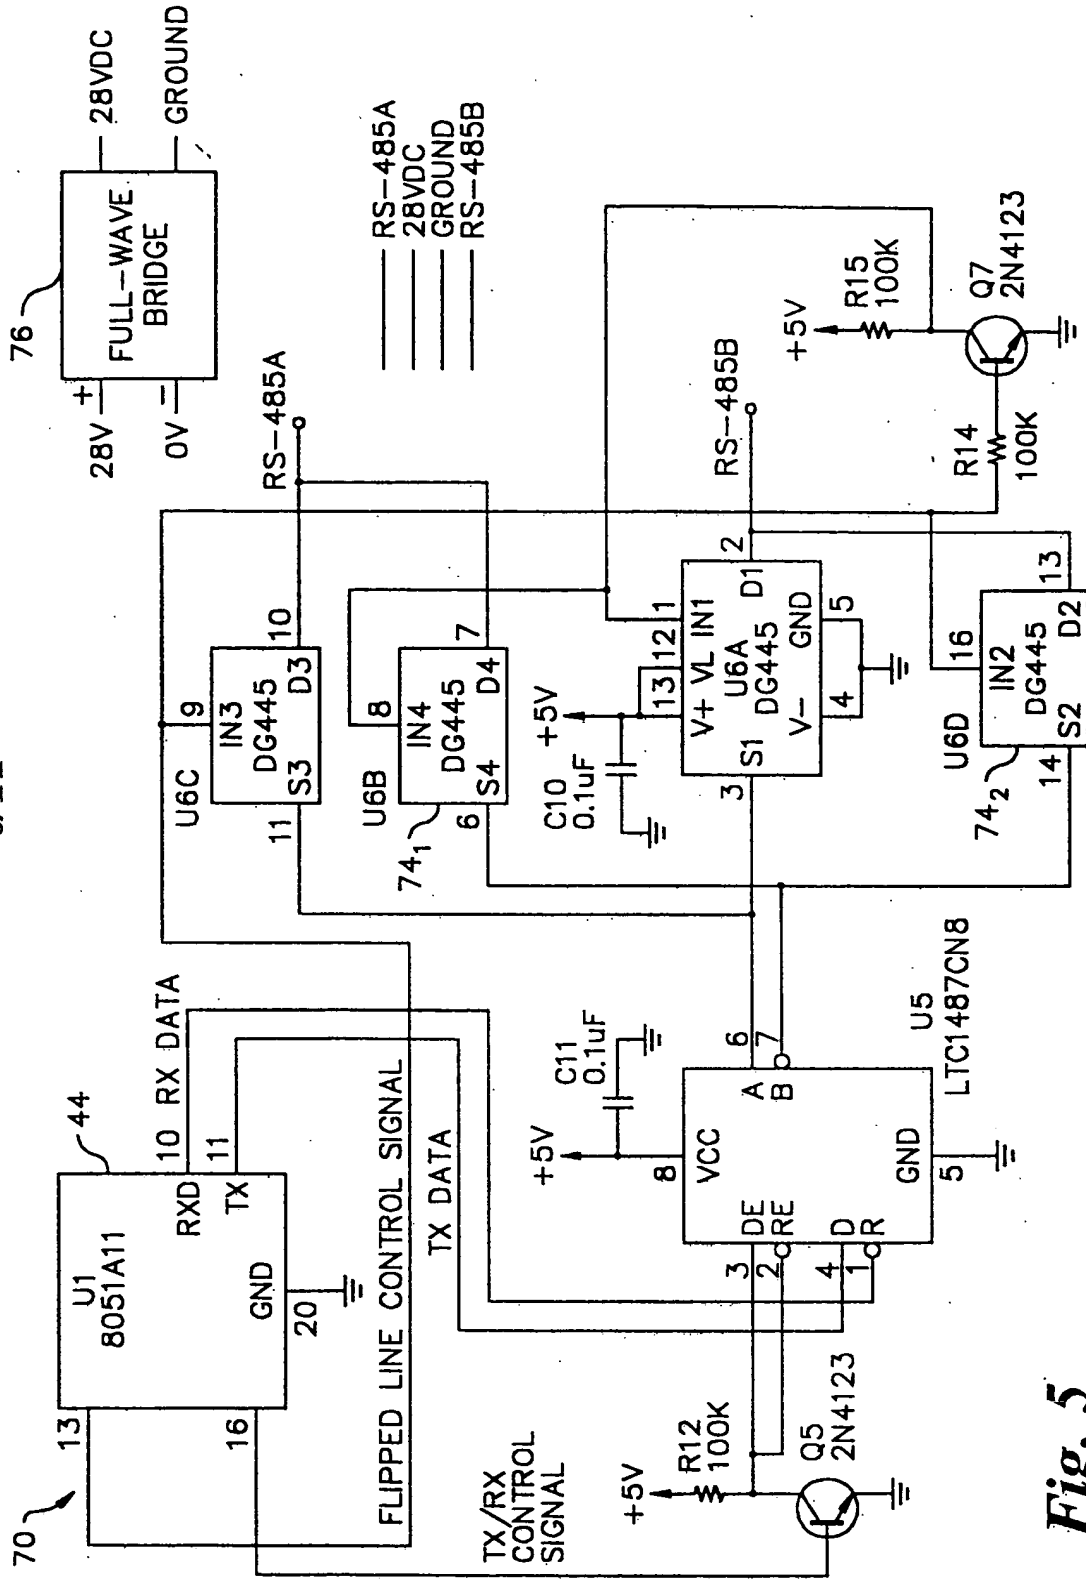 70
13
16
U1
8051A11
GND
20
RXD
TX
10 RX DATA
11
44
FLIPPED LINE CONTROL SIGNAL
TX DATA
TX/RX
CONTROL
SIGNAL
+5V
R12
100K
Q5
2N4123
3
2
4
1
DE
RE
D
R
VCC
8
+5V
C11
0.1uF
A
B
6
7
GND
5
U5
LTC1487CN8
U6C
9
IN3
DG445
S3
D3
11
10
U6B
8
IN4
DG445
S4
D4
6
7
74₁
+5V
C10
0.1uF
13
12
1
V+
VL
IN1
U6A
DG445
S1
D1
3
2
V-
GND
4
5
U6D
16
IN2
DG445
S2
D2
14
13
74₂
RS-485A
RS-485B
R14
100K
+5V
R15
100K
Q7
2N4123
76
28V
+
0V
-
FULL-WAVE
BRIDGE
28VDC
GROUND
RS-485A
28VDC
GROUND
RS-485B
Fig. 5